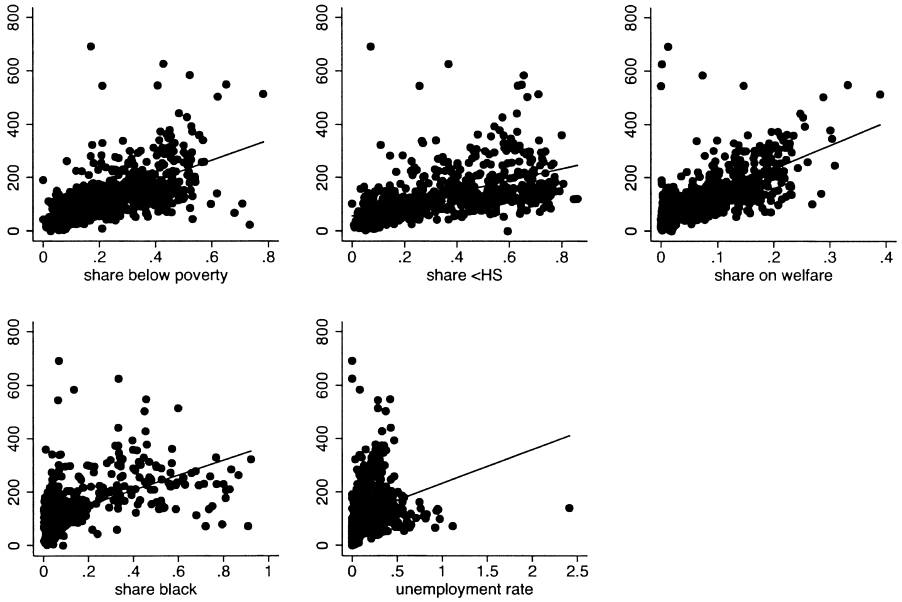 800
600
400
200
0
0 .2 .4 .6 .8
share below poverty
800
600
400
200
0
0 .2 .4 .6 .8
share <HS
800
600
400
200
0
0 .1 .2 .3 .4
share on welfare
800
600
400
200
0
0 .2 .4 .6 .8 1
share black
800
600
400
200
0
0 .5 1 1.5 2 2.5
unemployment rate